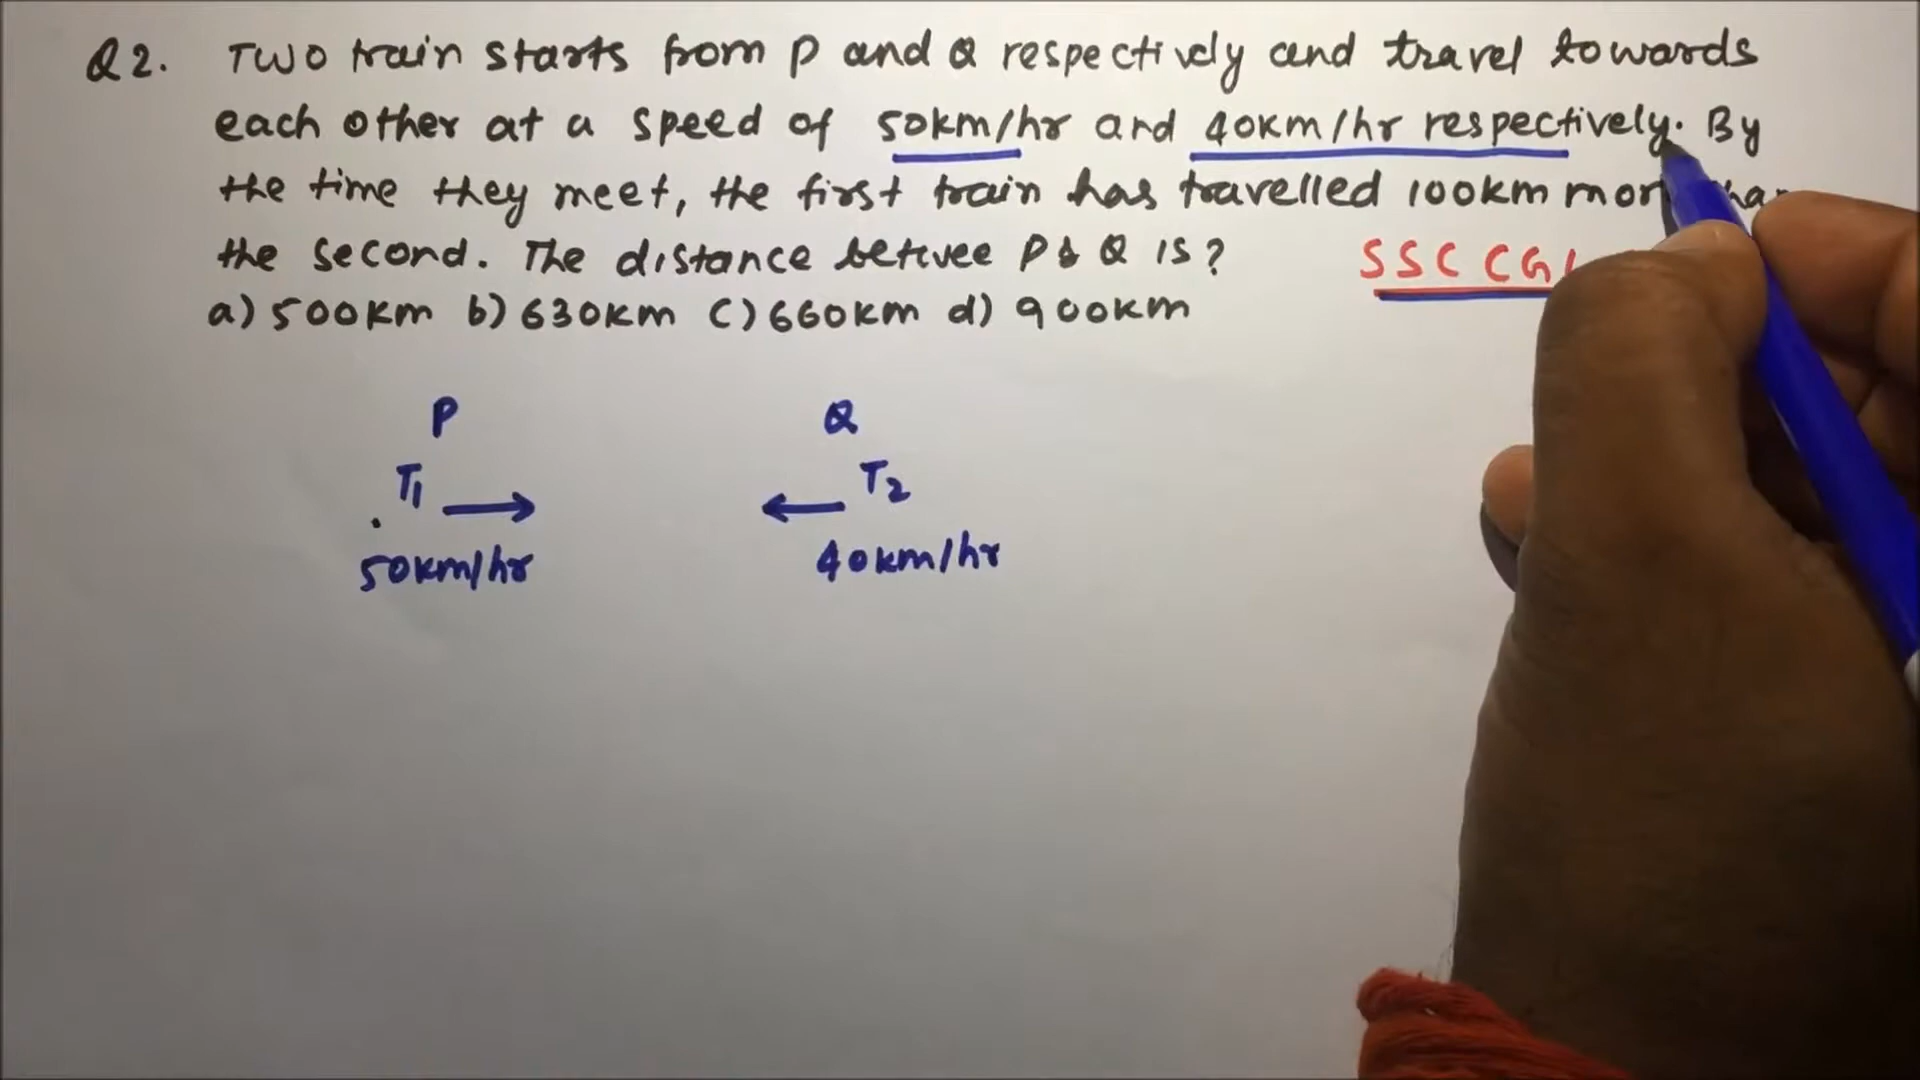 Q2. Two train starts from P and Q respectively and travel towards
each other at a speed of 50km/hr and 40km/hr respectively. By
the time they meet, the first train has travelled 100km
the second. The distance betwee P & Q is?
SSC
a) 500km b) 630km c) 660km d) 900km
P Q
T1 T2
50km/hr 40km/hr